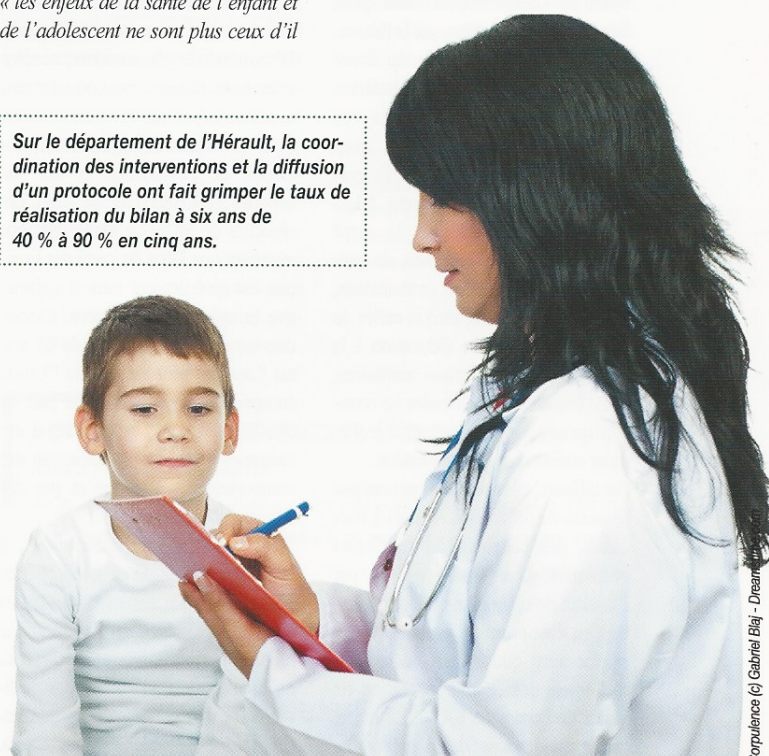 « les enjeux de la santé de l'enfant et
de l'adolescent ne sont plus ceux d'il
Sur le département de l'Hérault, la coor-
dination des interventions et la diffusion
d'un protocole ont fait grimper le taux de
réalisation du bilan à six ans de
40 % à 90 % en cinq ans.
(c) Gabriel Blaj -